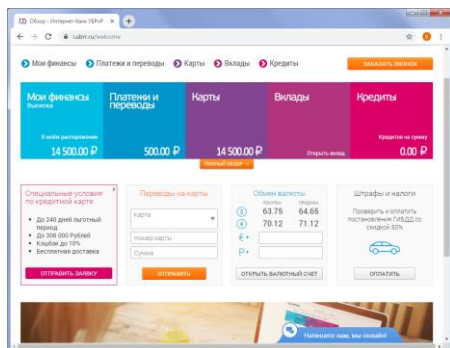 Обзор - Интернет-банк УБРиР
i.ubrr.ru/welcome
Мои финансы
Платежи и переводы
Карты
Вклады
Кредиты
ЗАКАЗАТЬ ЗВОНОК
Мои финансы
Выписка
В моём распоряжении
14 500.00 ₽
Платежи и
переводы
500.00 ₽
Карты
14 500.00 ₽
Вклады
Открыть вклад
Кредиты
Кредитов на сумму
0.00 ₽
ПОЛНЫЙ ОБЗОР
Специальные условия
по кредитной карте
До 240 дней льготный
период
До 300 000 Рублей
Кэшбэк до 10%
Бесплатная доставка
ОТПРАВИТЬ ЗАЯВКУ
Переводы на карты
Карта
Номер карты
Сумма
ОТПРАВИТЬ
Обмен валюты
ПОКУПКА ПРОДАЖА
$ 63.75 64.65
€ 70.12 71.12
€
₽
ОТКРЫТЬ ВАЛЮТНЫЙ СЧЕТ
Штрафы и налоги
Проверить и оплатить
постановления ГИБДД со
скидкой 50%
ОПЛАТИТЬ
Напишите нам, мы онлайн!